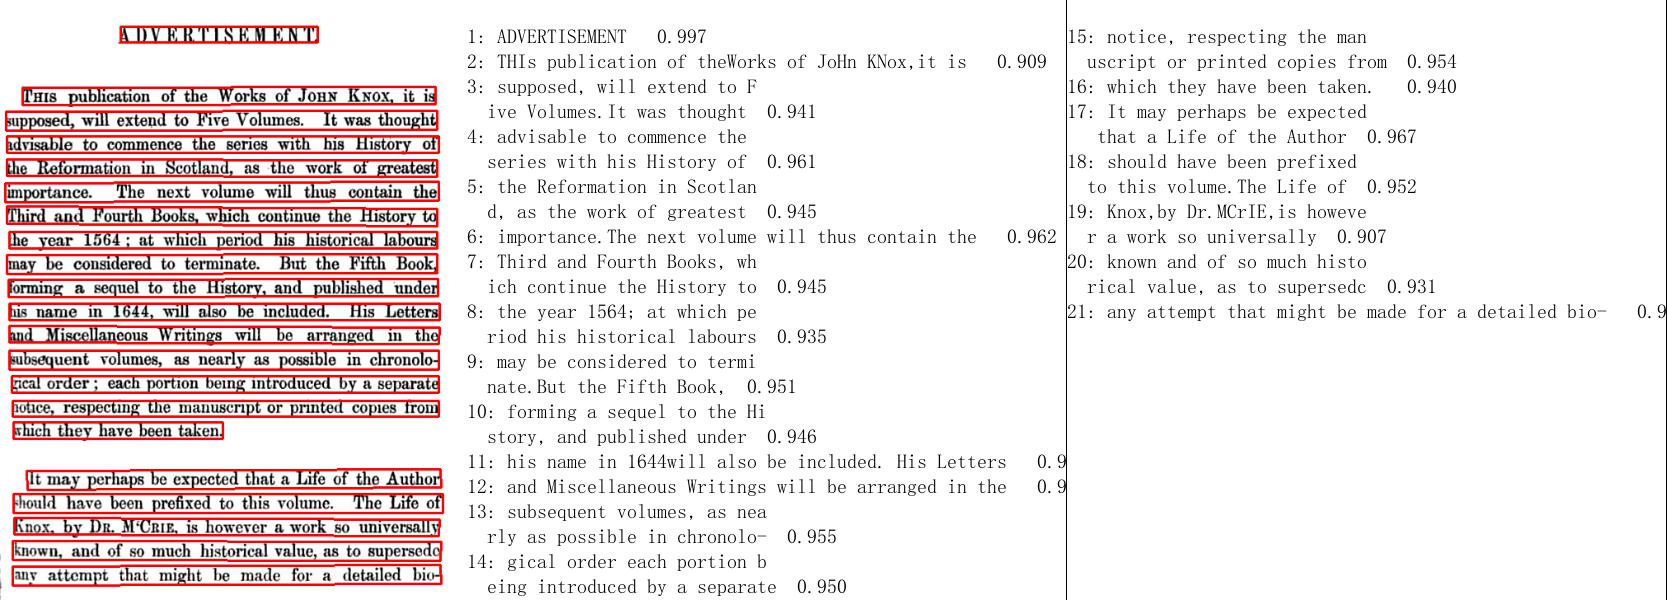 ADVERTISEMENT.
THIS publication of the Works of JOHN KNOX, it is
supposed, will extend to Five Volumes. It was thought
advisable to commence the series with his History of
the Reformation in Scotland, as the work of greatest
importance. The next volume will thus contain the
Third and Fourth Books, which continue the History to
the year 1564; at which period his historical labours
may be considered to terminate. But the Fifth Book,
forming a sequel to the History, and published under
his name in 1644, will also be included. His Letters
and Miscellaneous Writings will be arranged in the
subsequent volumes, as nearly as possible in chronolo-
gical order; each portion being introduced by a separate
notice, respecting the manuscript or printed copies from
which they have been taken.
It may perhaps be expected that a Life of the Author
should have been prefixed to this volume. The Life of
Knox, by DR. M'CRIE, is however a work so universally
known, and of so much historical value, as to supersede
any attempt that might be made for a detailed bio-
1: ADVERTISEMENT 0.997
2: THIs publication of theWorks of JoHn KNox,it is 0.909
3: supposed, will extend to F
ive Volumes.It was thought 0.941
4: advisable to commence the
series with his History of 0.961
5: the Reformation in Scotlan
d, as the work of greatest 0.945
6: importance.The next volume will thus contain the 0.962
7: Third and Fourth Books, wh
ich continue the History to 0.945
8: the year 1564; at which pe
riod his historical labours 0.935
9: may be considered to termi
nate.But the Fifth Book, 0.951
10: forming a sequel to the Hi
story, and published under 0.946
11: his name in 1644will also be included. His Letters 0.9
12: and Miscellaneous Writings will be arranged in the 0.9
13: subsequent volumes, as nea
rly as possible in chronolo- 0.955
14: gical order each portion b
eing introduced by a separate 0.950
15: notice, respecting the man
uscript or printed copies from 0.954
16: which they have been taken. 0.940
17: It may perhaps be expected
that a Life of the Author 0.967
18: should have been prefixed
to this volume.The Life of 0.952
19: Knox,by Dr.MCrIE,is howeve
r a work so universally 0.907
20: known and of so much histo
rical value, as to supersedc 0.931
21: any attempt that might be made for a detailed bio- 0.9